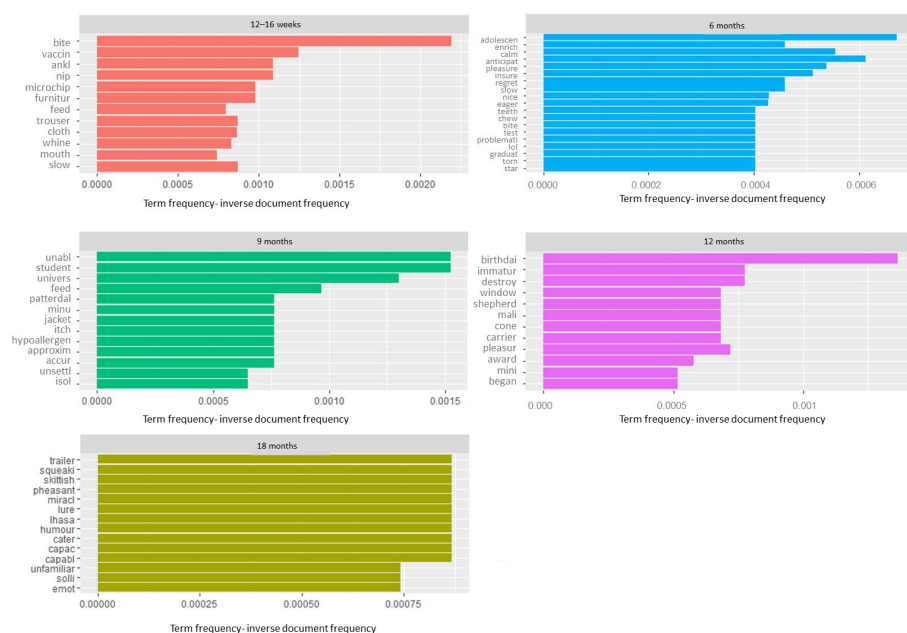 12–16 weeks
bite
vaccin
ankl
nip
microchip
furnitur
feed
trouser
cloth
whine
mouth
slow
0.0000 0.0005 0.0010 0.0015 0.0020
Term frequency- inverse document frequency
6 months
adolescen
enrich
calm
anticipat
pleasure
insure
regret
slow
nice
eager
teeth
chew
bite
test
problemati
lol
graduat
torn
star
0.0000 0.0002 0.0004 0.0006
Term frequency- inverse document frequency
9 months
unabl
student
univers
feed
patterdal
minu
jacket
itch
hypoallergen
approxim
accur
unsettl
isol
0.0000 0.0005 0.0010 0.0015
Term frequency- inverse document frequency
12 months
birthdai
immatur
destroy
window
shepherd
mali
cone
carrier
pleasur
award
mini
began
0.000 0.0005 0.001
Term frequency- inverse document frequency
18 months
trailer
squeaki
skittish
pheasant
miracl
lure
lhasa
humour
cater
capac
capabl
unfamiliar
solli
emot
0.00000 0.00025 0.00050 0.00075
Term frequency- inverse document frequency